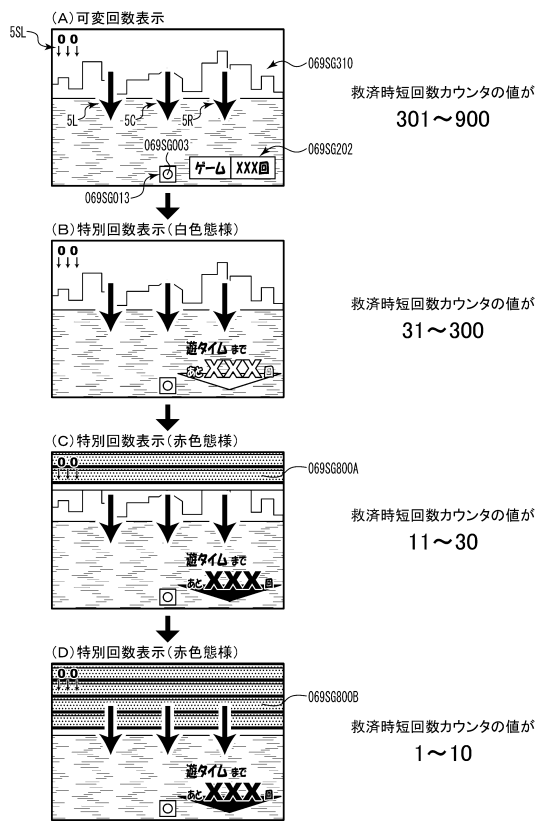 (A)可変回数表示
5SL
0 0
069SG310
5L
5C
5R
069SG003
069SG202
ゲーム XXX回
069SG013
救済時短回数カウンタの値が
301～900
(B)特別回数表示(白色態様)
0 0
遊タイムまで
あとXXX回
救済時短回数カウンタの値が
31～300
(C)特別回数表示(赤色態様)
0 0
069SG800A
遊タイムまで
あとXXX回
救済時短回数カウンタの値が
11～30
(D)特別回数表示(赤色態様)
0 0
069SG800B
遊タイムまで
あとXXX回
救済時短回数カウンタの値が
1～10